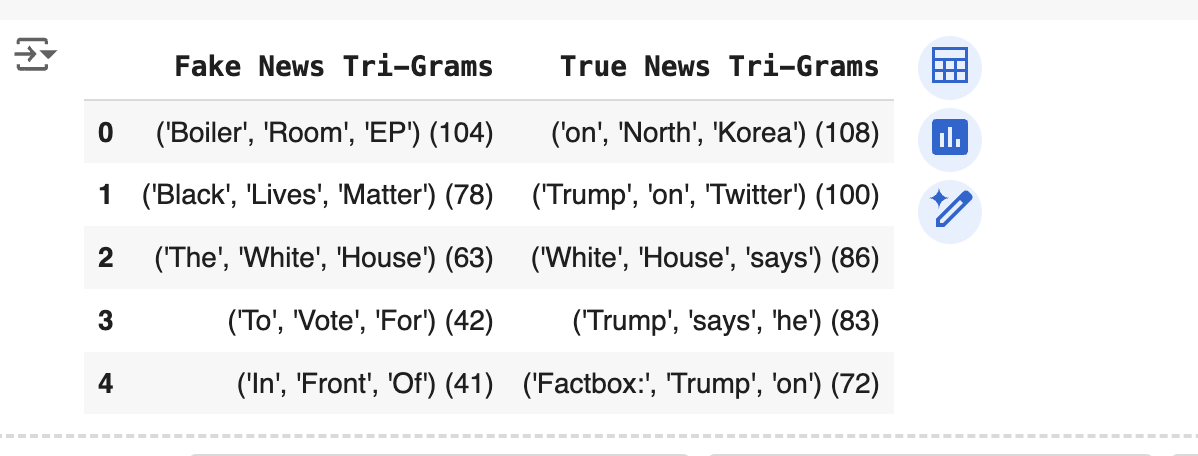 Fake News Tri-Grams True News Tri-Grams
0 ('Boiler', 'Room', 'EP') (104) ('on', 'North', 'Korea') (108)
1 ('Black', 'Lives', 'Matter') (78) ('Trump', 'on', 'Twitter') (100)
2 ('The', 'White', 'House') (63) ('White', 'House', 'says') (86)
3 ('To', 'Vote', 'For') (42) ('Trump', 'says', 'he') (83)
4 ('In', 'Front', 'Of') (41) ('Factbox:', 'Trump', 'on') (72)